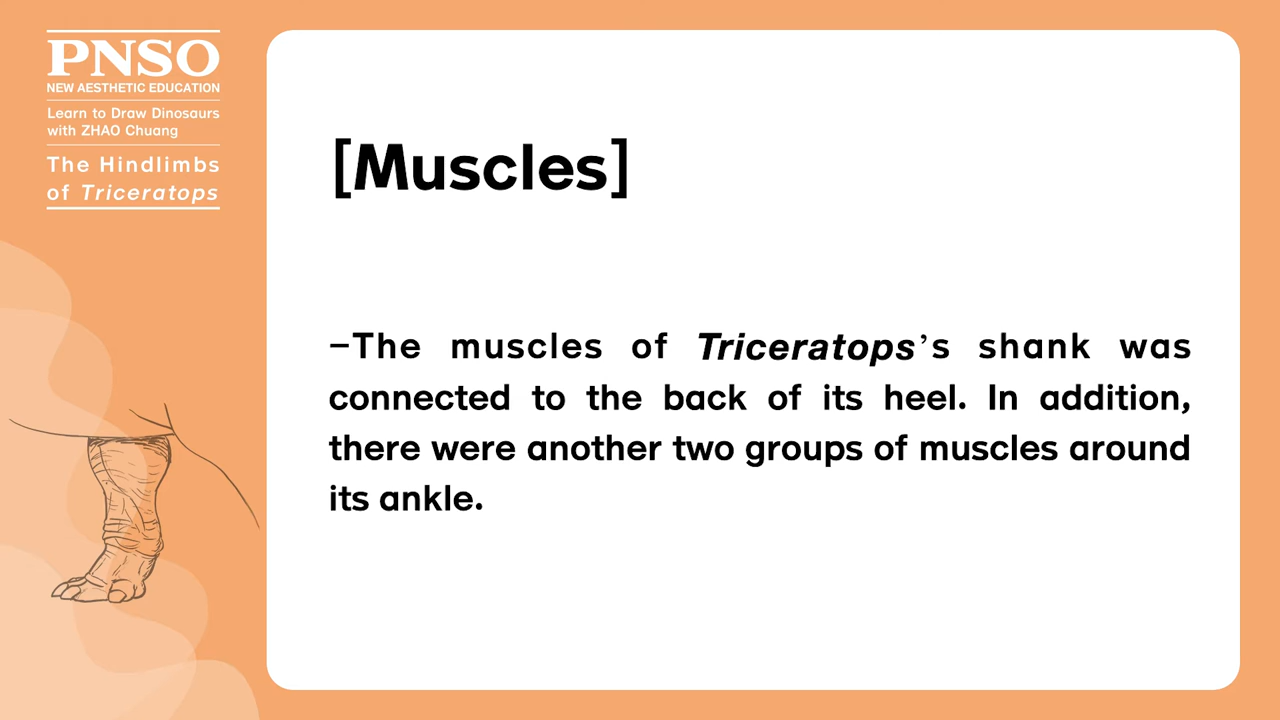 PNSO
NEW AESTHETIC EDUCATION
Learn to Draw Dinosaurs
with ZHAO Chuang
The Hindlimbs
of Triceratops
[Muscles]
–The muscles of Triceratops's shank was
connected to the back of its heel. In addition,
there were another two groups of muscles around
its ankle.